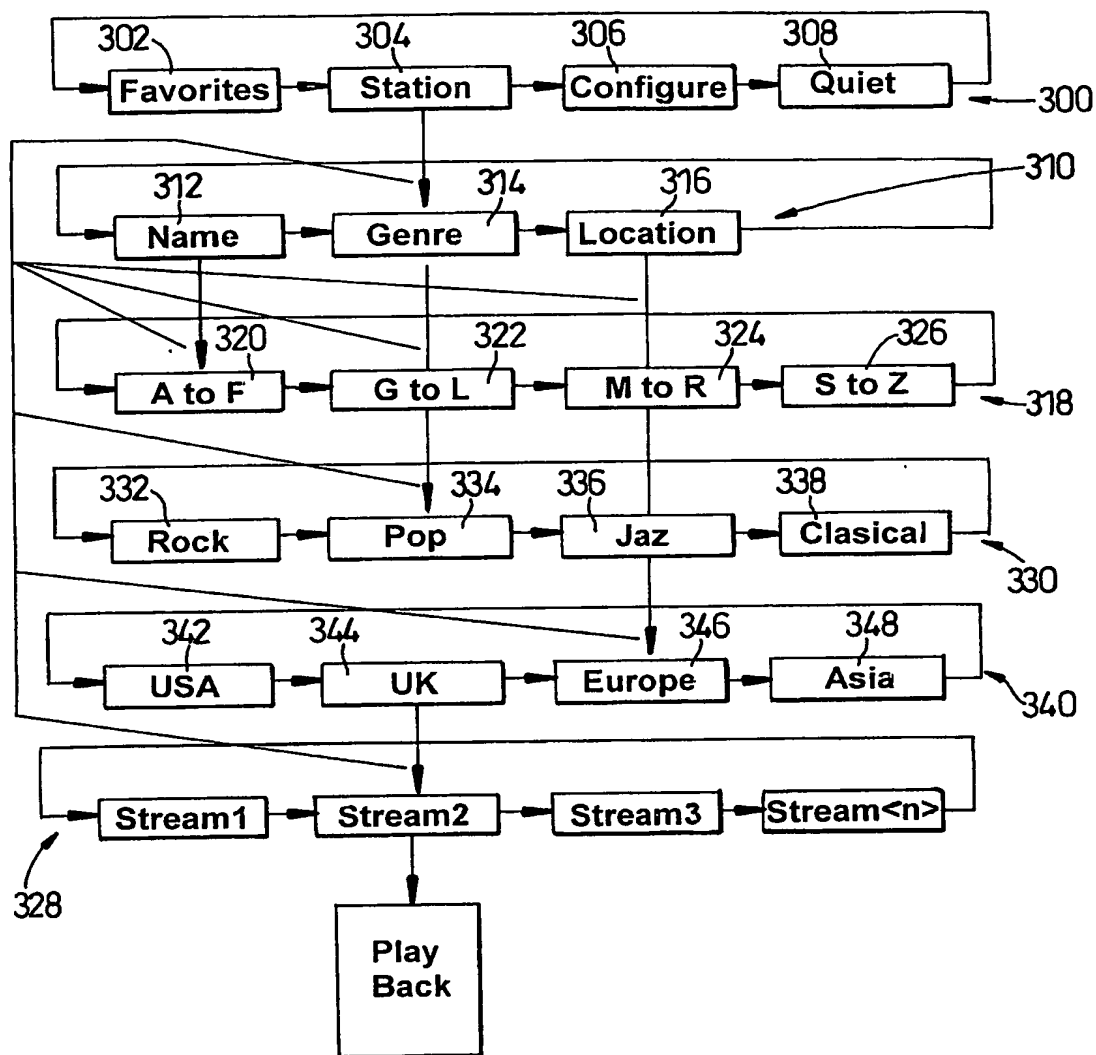 302 304 306 308
Favorites Station Configure Quiet
300
312 314 316 310
Name Genre Location
320 322 324 326
A to F G to L M to R S to Z
318
332 334 336 338
Rock Pop Jaz Clasical
330
342 344 346 348
USA UK Europe Asia
340
Stream1 Stream2 Stream3 Stream<n>
328
Play
Back